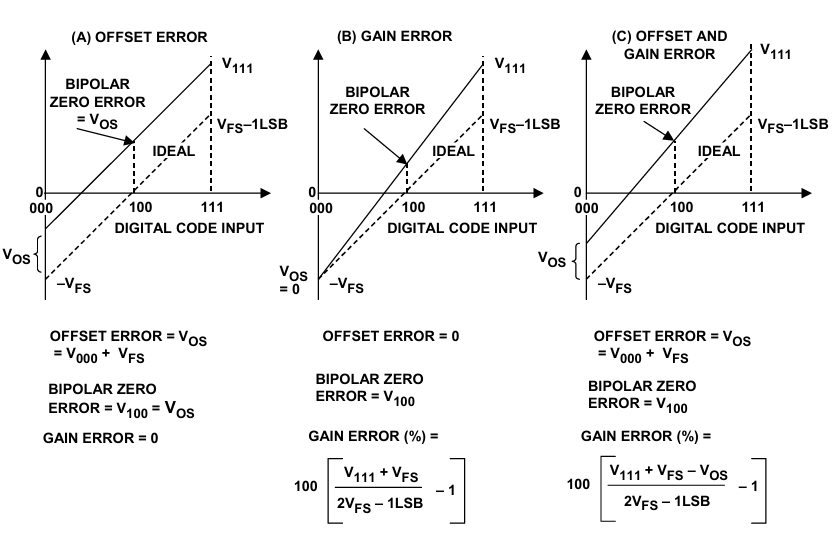 (A) OFFSET ERROR
V111
BIPOLAR
ZERO ERROR
= VOS
VFS–1LSB
IDEAL
0
000
100
111
DIGITAL CODE INPUT
VOS
–VFS
OFFSET ERROR = VOS
= V000 + VFS
BIPOLAR ZERO
ERROR = V100 = VOS
GAIN ERROR = 0
(B) GAIN ERROR
V111
BIPOLAR
ZERO ERROR
VFS–1LSB
IDEAL
0
000
100
111
DIGITAL CODE INPUT
VOS
= 0
–VFS
OFFSET ERROR = 0
BIPOLAR ZERO
ERROR = V100
GAIN ERROR (%) =
100
V111 + VFS
2VFS – 1LSB
– 1
(C) OFFSET AND
GAIN ERROR
V111
BIPOLAR
ZERO ERROR
VFS–1LSB
IDEAL
0
000
100
111
DIGITAL CODE INPUT
VOS
–VFS
OFFSET ERROR = VOS
= V000 + VFS
BIPOLAR ZERO
ERROR = V100
GAIN ERROR (%) =
100
V111 + VFS – VOS
2VFS – 1LSB
– 1